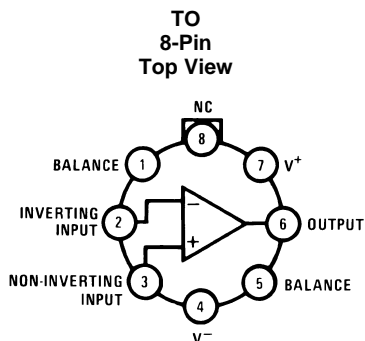 TO
8-Pin
Top View
NC
8
BALANCE 1
7 V+
INVERTING
INPUT
2
−
6 OUTPUT
+
NON-INVERTING
INPUT
3
5 BALANCE
4
V−